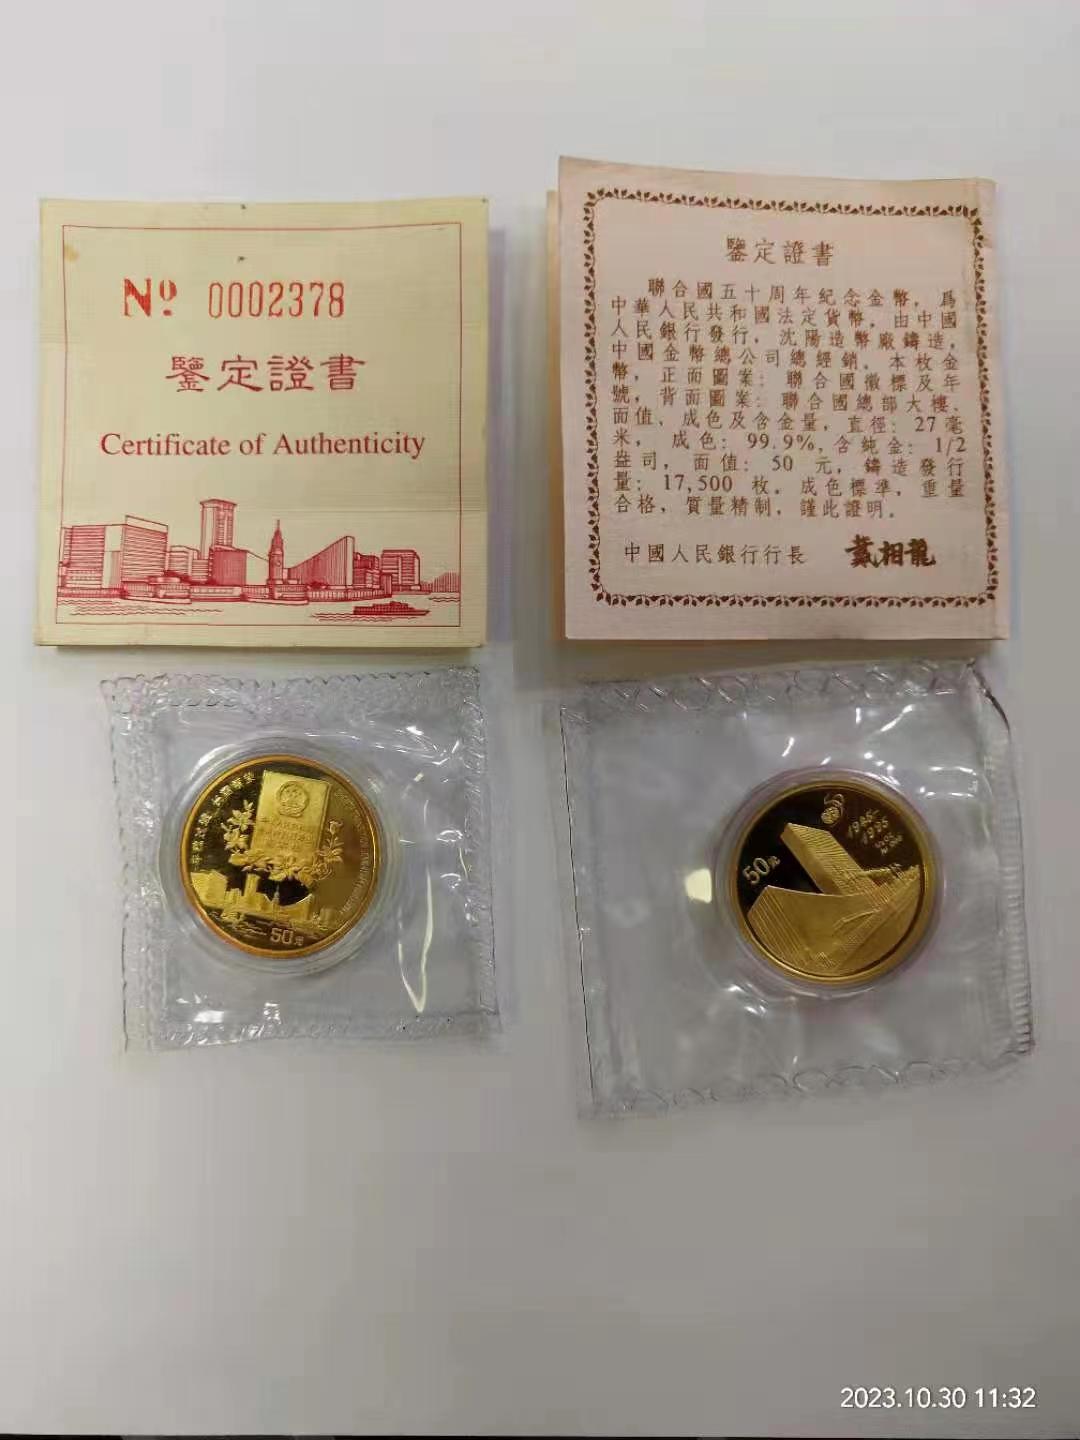 No 0002378
鑒定證書
Certificate of Authenticity
鑒定證書
聯合國五十周年紀念金幣，爲
中華人民共和國法定貨幣，由中國
人民銀行發行，沈陽造幣廠鑄造，
中國金幣總公司總經銷。本枚金
幣，正面圖案：聯合國徽標及年
號，背面圖案：聯合國總部大樓、
面值、成色及含金量，直徑：27毫
米，成色：99.9%，含純金：1/2
盎司，面值：50元，鑄造發行
量：17,500枚。成色標準，重量
合格，質量精制，謹此證明。
中國人民銀行行長 戴相龍
50元
1945-
1995
50元
2023.10.30 11:32